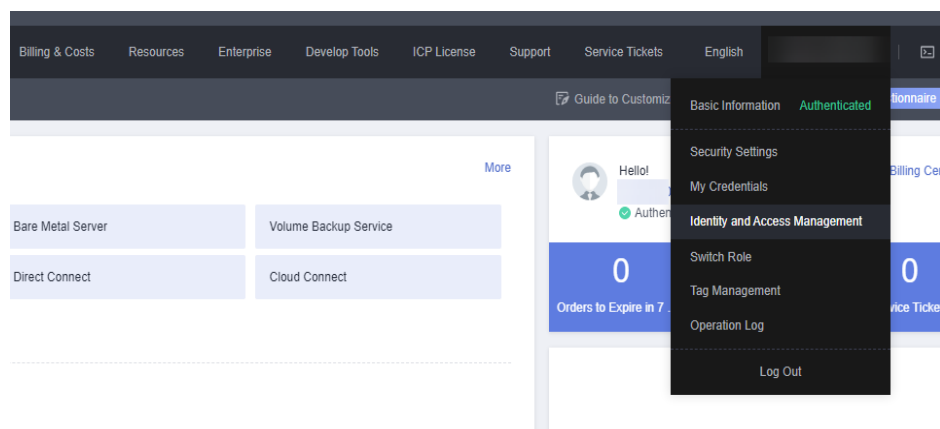 Billing & Costs Resources Enterprise Develop Tools ICP License Support Service Tickets English
Guide to Customiz
Basic Information Authenticated
Security Settings
My Credentials
Identity and Access Management
Switch Role
Tag Management
Operation Log
Log Out
tionnaire
More
Bare Metal Server
Volume Backup Service
Direct Connect
Cloud Connect
Hello!
Authen
Billing Cer
0
Orders to Expire in 7 .
0
vice Ticke